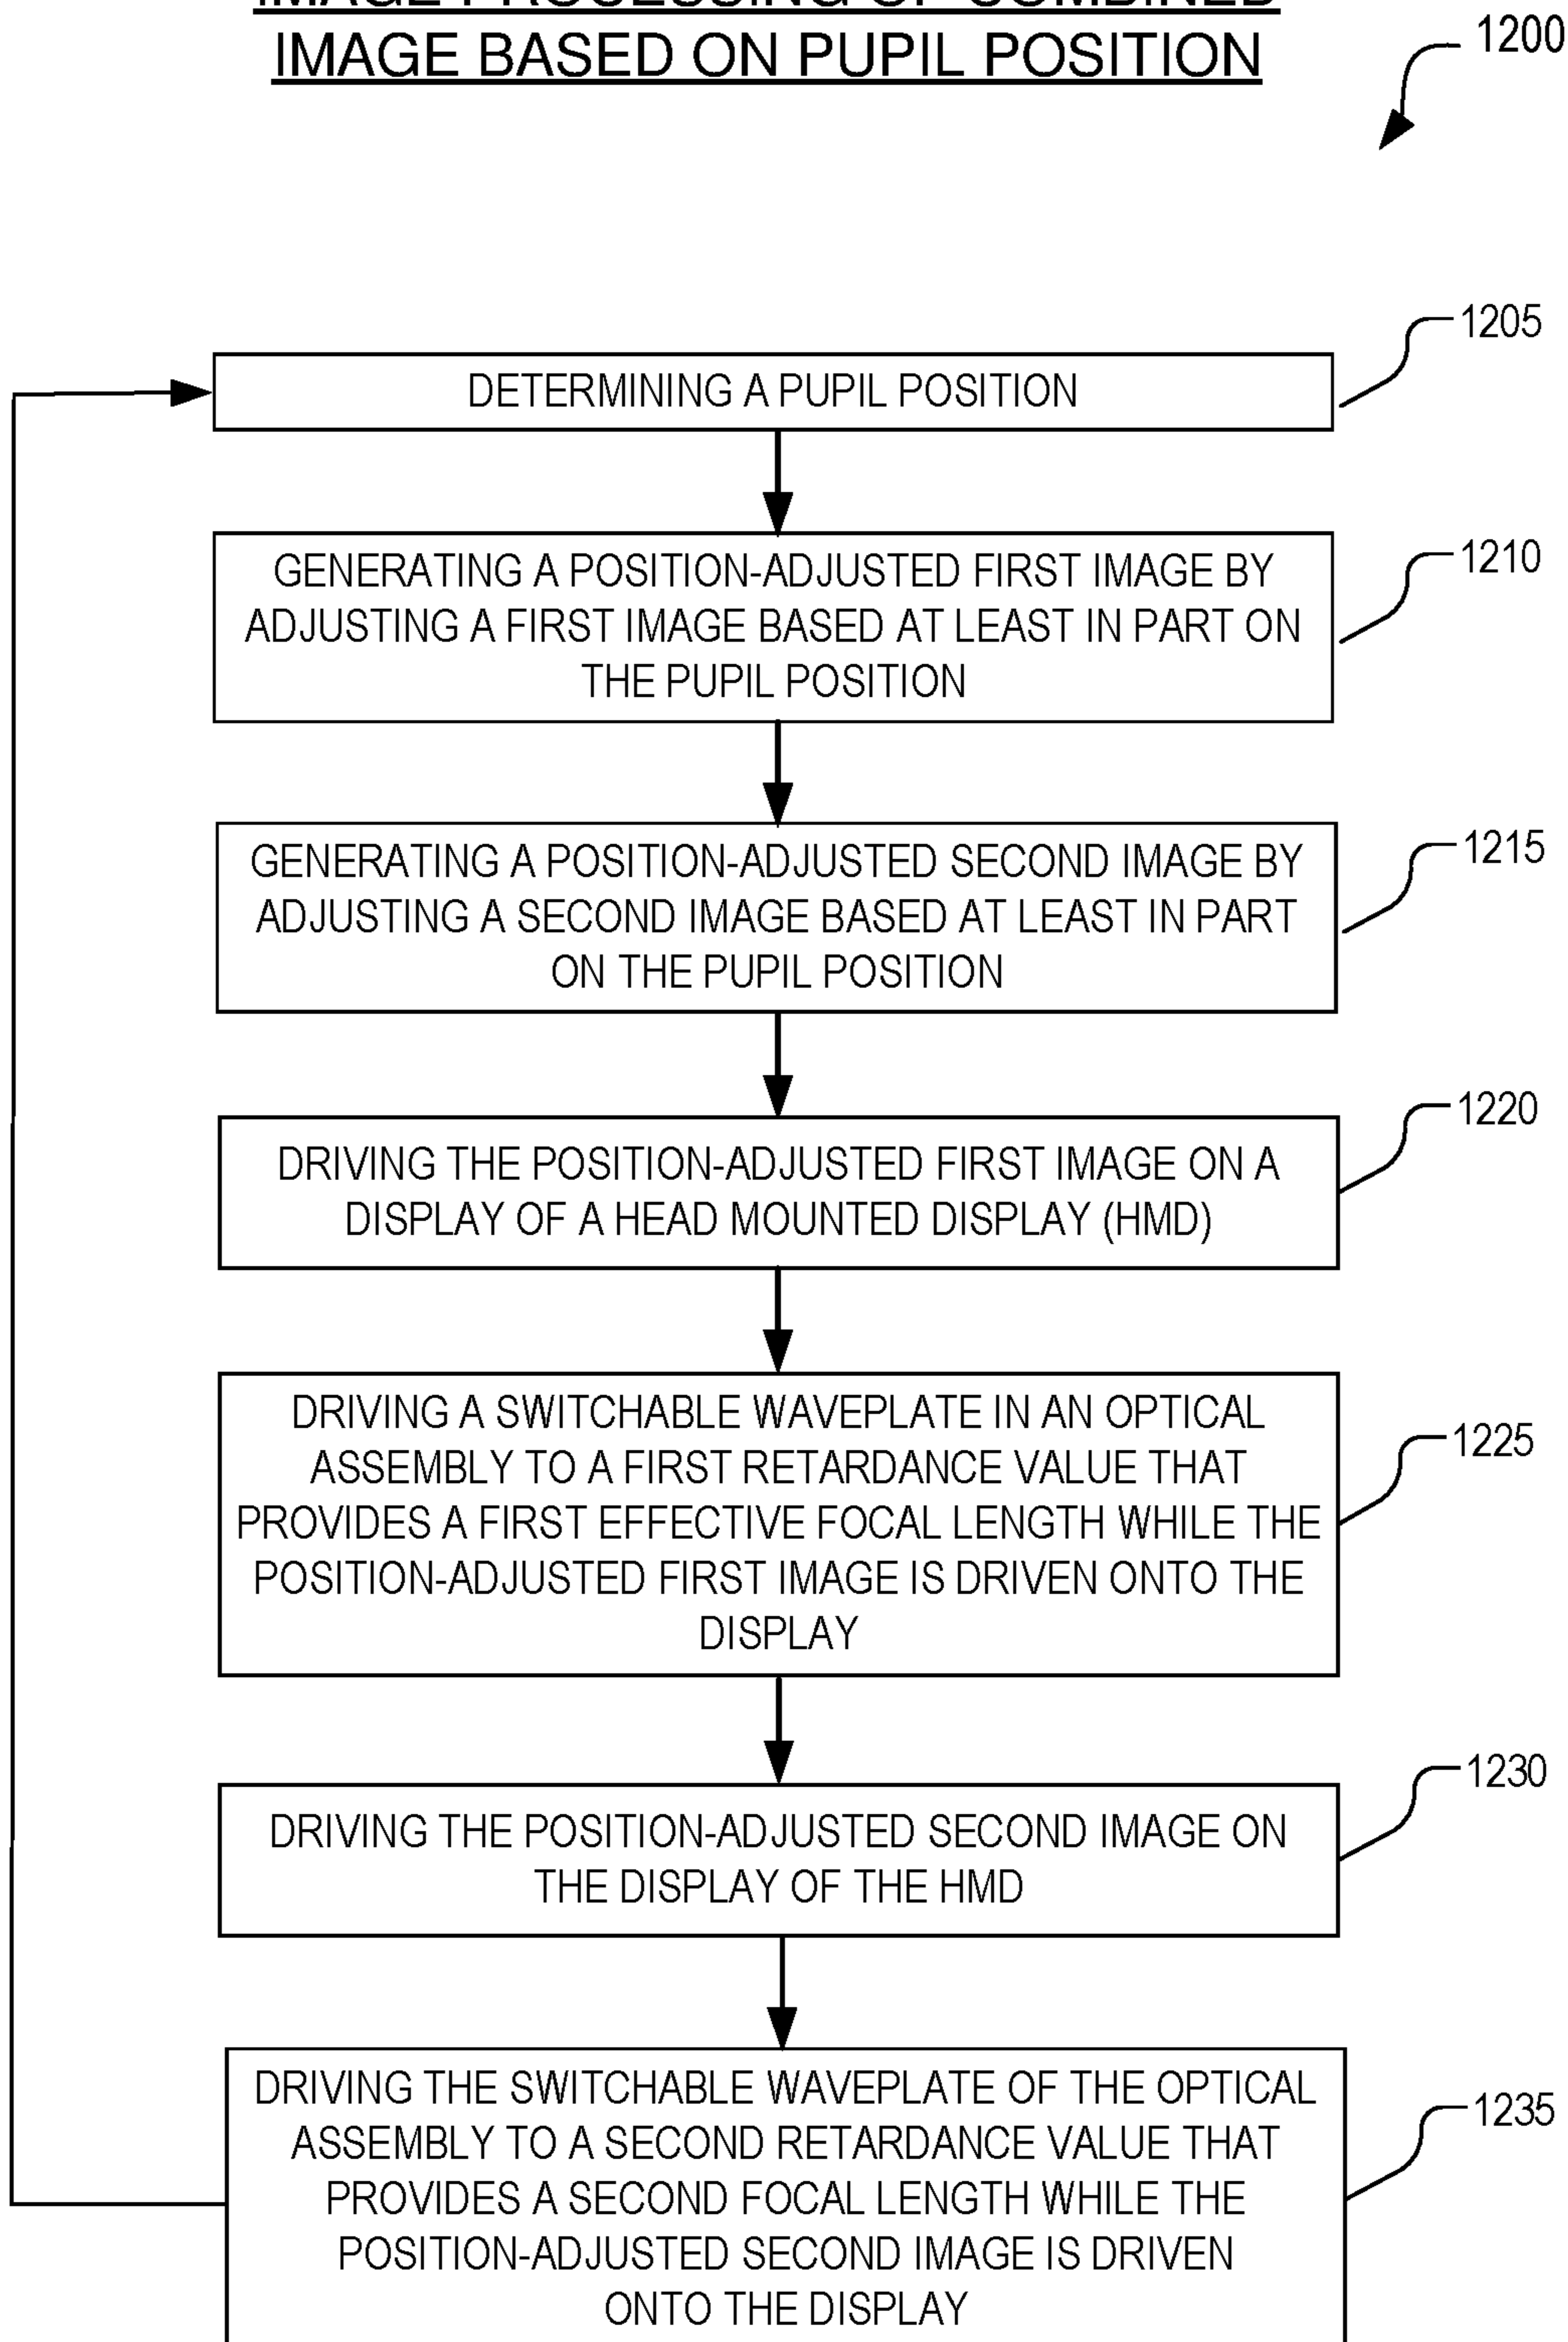 IMAGE PROCESSING OF COMBINED
IMAGE BASED ON PUPIL POSITION
1200
1205
DETERMINING A PUPIL POSITION
1210
GENERATING A POSITION-ADJUSTED FIRST IMAGE BY
ADJUSTING A FIRST IMAGE BASED AT LEAST IN PART ON
THE PUPIL POSITION
1215
GENERATING A POSITION-ADJUSTED SECOND IMAGE BY
ADJUSTING A SECOND IMAGE BASED AT LEAST IN PART
ON THE PUPIL POSITION
1220
DRIVING THE POSITION-ADJUSTED FIRST IMAGE ON A
DISPLAY OF A HEAD MOUNTED DISPLAY (HMD)
1225
DRIVING A SWITCHABLE WAVEPLATE IN AN OPTICAL
ASSEMBLY TO A FIRST RETARDANCE VALUE THAT
PROVIDES A FIRST EFFECTIVE FOCAL LENGTH WHILE THE
POSITION-ADJUSTED FIRST IMAGE IS DRIVEN ONTO THE
DISPLAY
1230
DRIVING THE POSITION-ADJUSTED SECOND IMAGE ON
THE DISPLAY OF THE HMD
1235
DRIVING THE SWITCHABLE WAVEPLATE OF THE OPTICAL
ASSEMBLY TO A SECOND RETARDANCE VALUE THAT
PROVIDES A SECOND FOCAL LENGTH WHILE THE
POSITION-ADJUSTED SECOND IMAGE IS DRIVEN
ONTO THE DISPLAY